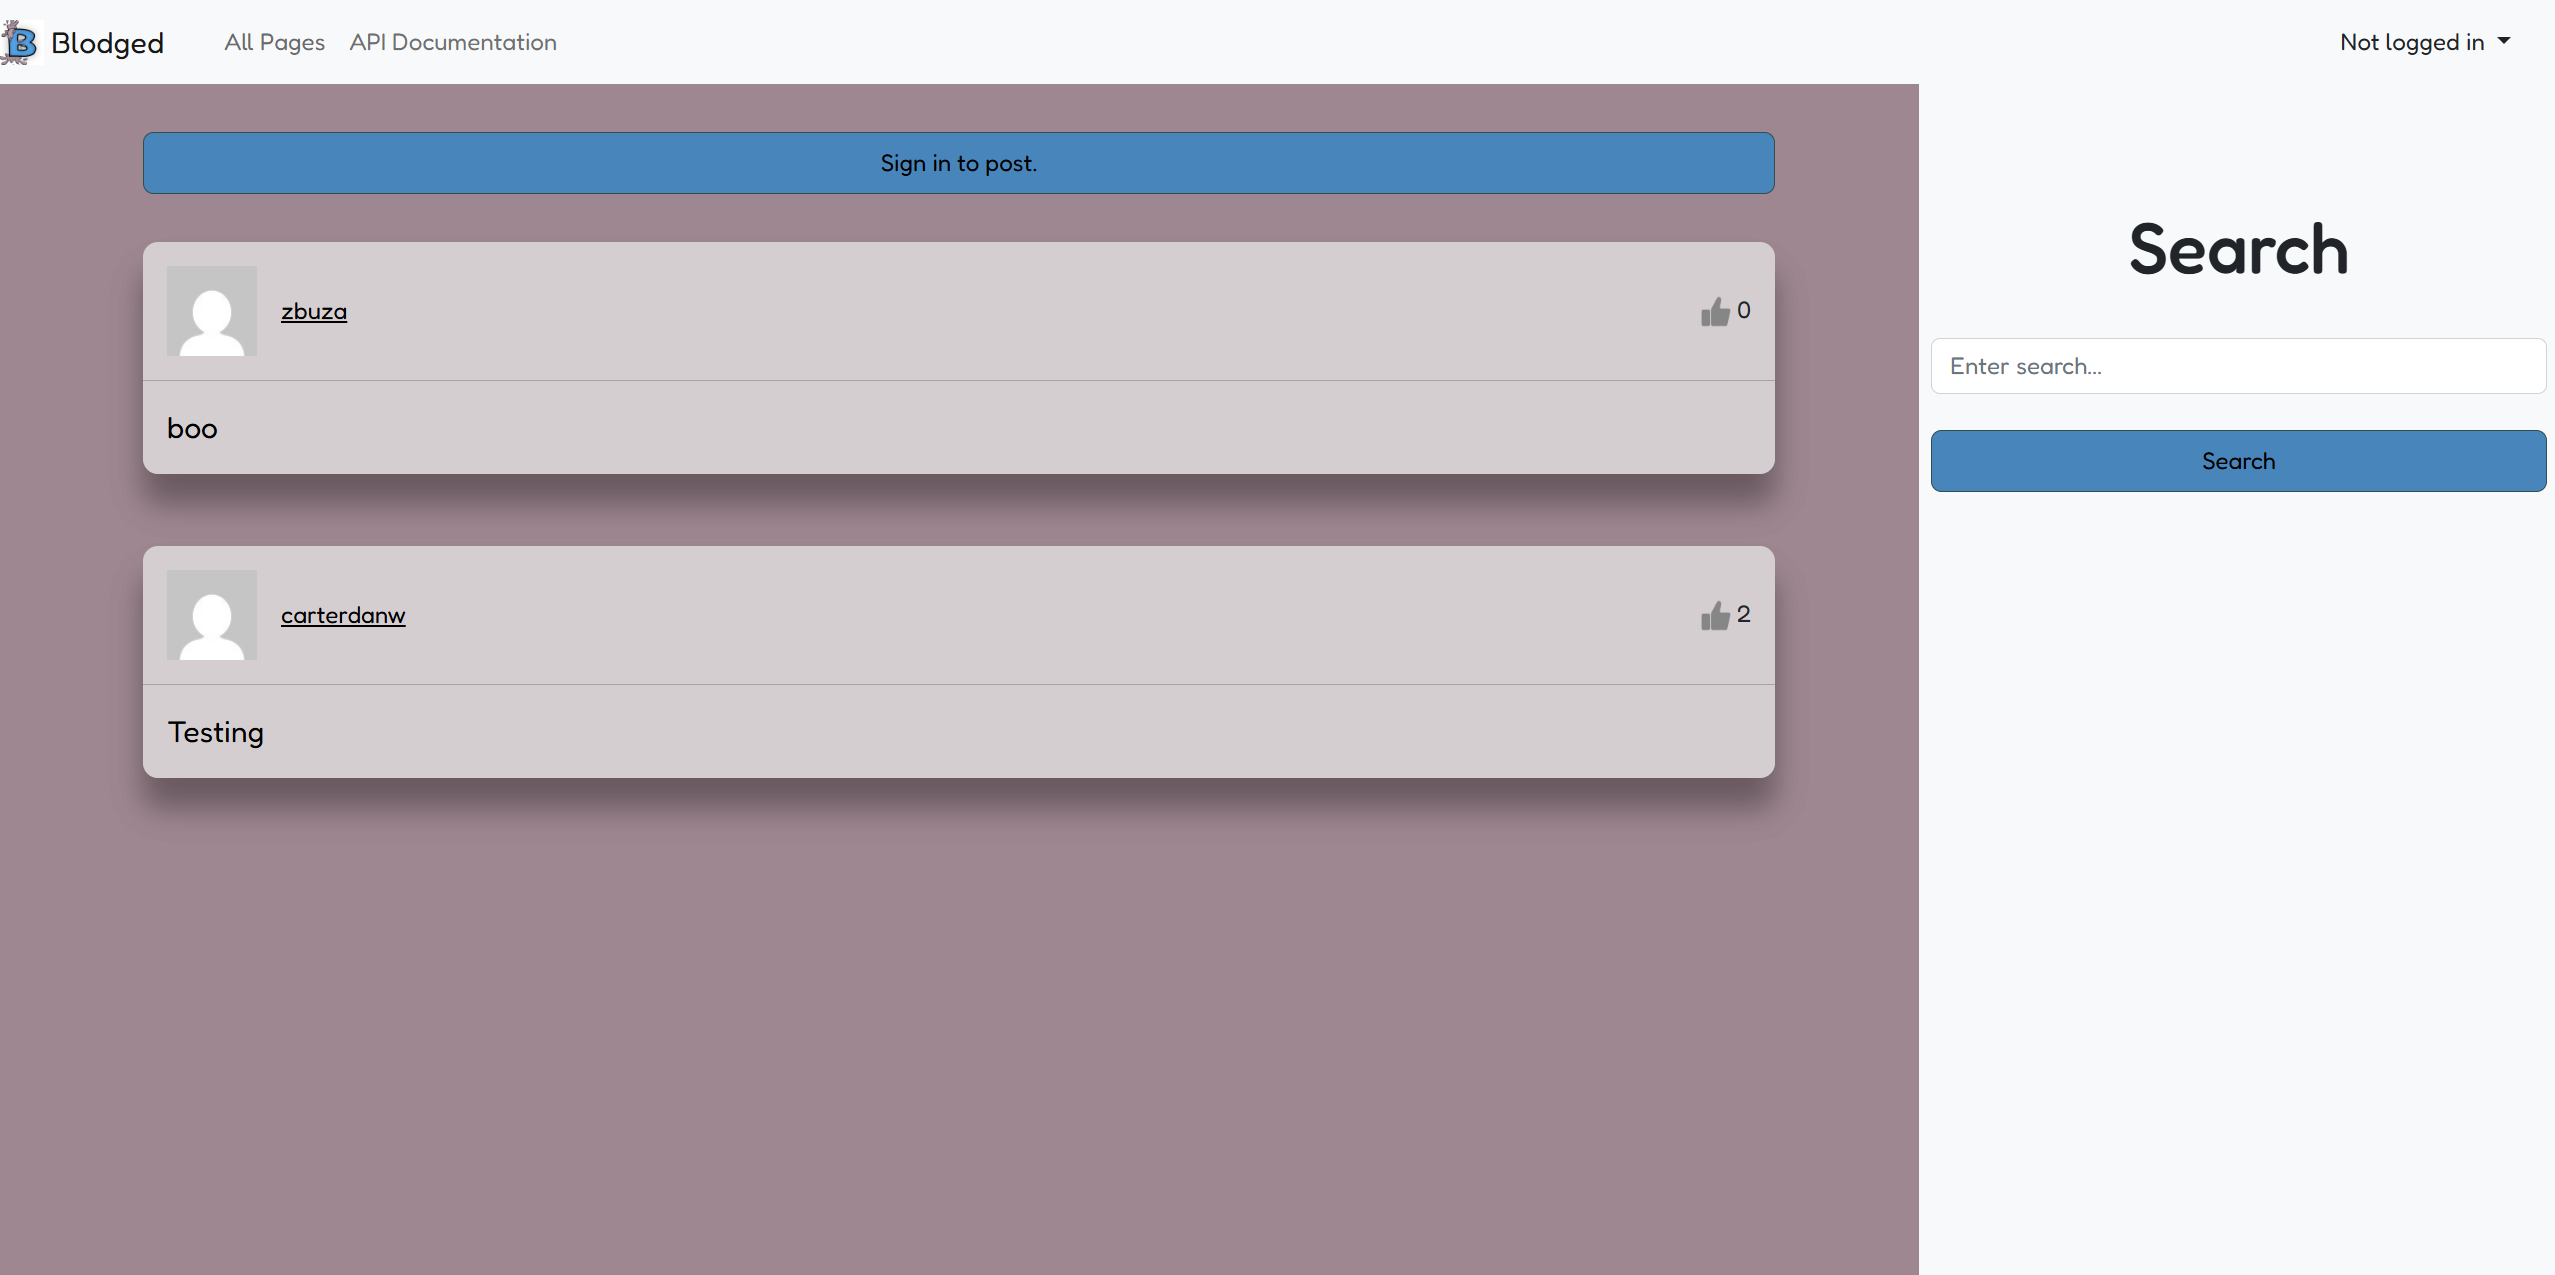 B Blodged All Pages API Documentation Not logged in
Sign in to post.
zbuza 0
boo
carterdanw 2
Testing
Search
Enter search...
Search